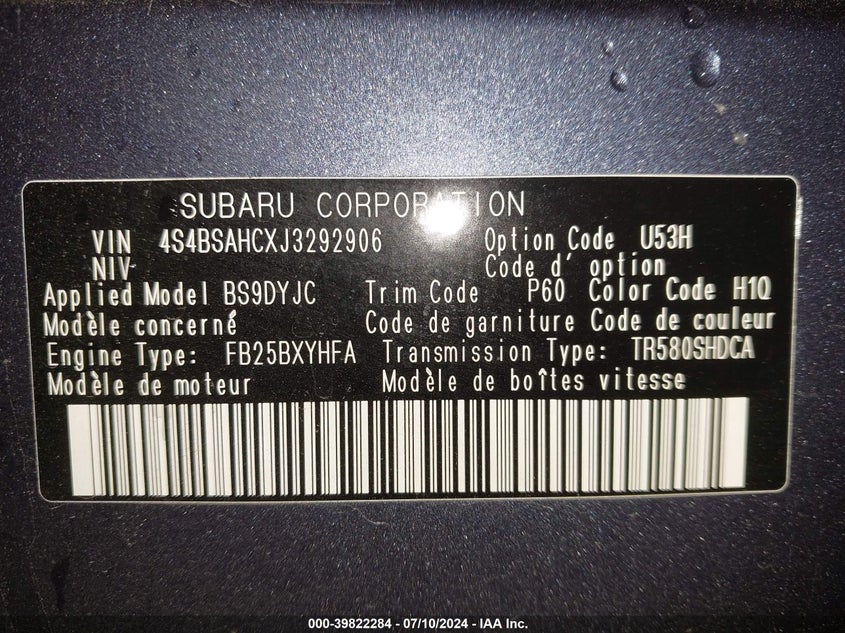 SUBARU CORPORATION
VIN 4S4BSAHCXJ3292906 Option Code U53H
NIV Code d' option
Applied Model BS9DYJC Trim Code P60 Color Code H1Q
Modèle concerné Code de garniture Code de couleur
Engine Type: FB25BXYHFA Transmission Type: TR580SHDCA
Modèle de moteur Modèle de boîtes vitesse
000-39822284 - 07/10/2024 - IAA Inc.